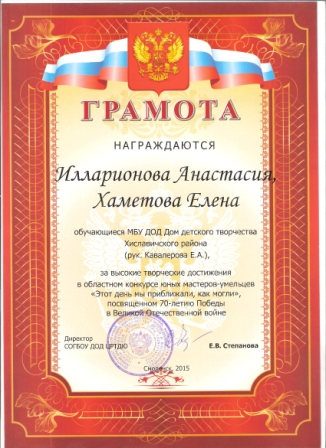 ГРАМОТА
НАГРАЖДАЮТСЯ
Илларионова Анастасия,
Хаметова Елена
обучающиеся МБУ ДОД Дом детского творчества
Хиславичского района
(рук. Кавалерова Е.А.),
за высокие творческие достижения
в областном конкурсе юных мастеров-умельцев
«Этот день мы приближали, как могли»,
посвященном 70-летию Победы
в Великой Отечественной войне
Директор
СОГБОУ ДОД ЦРТДЮ
Е.В. Степанова
Смоленск, 2015